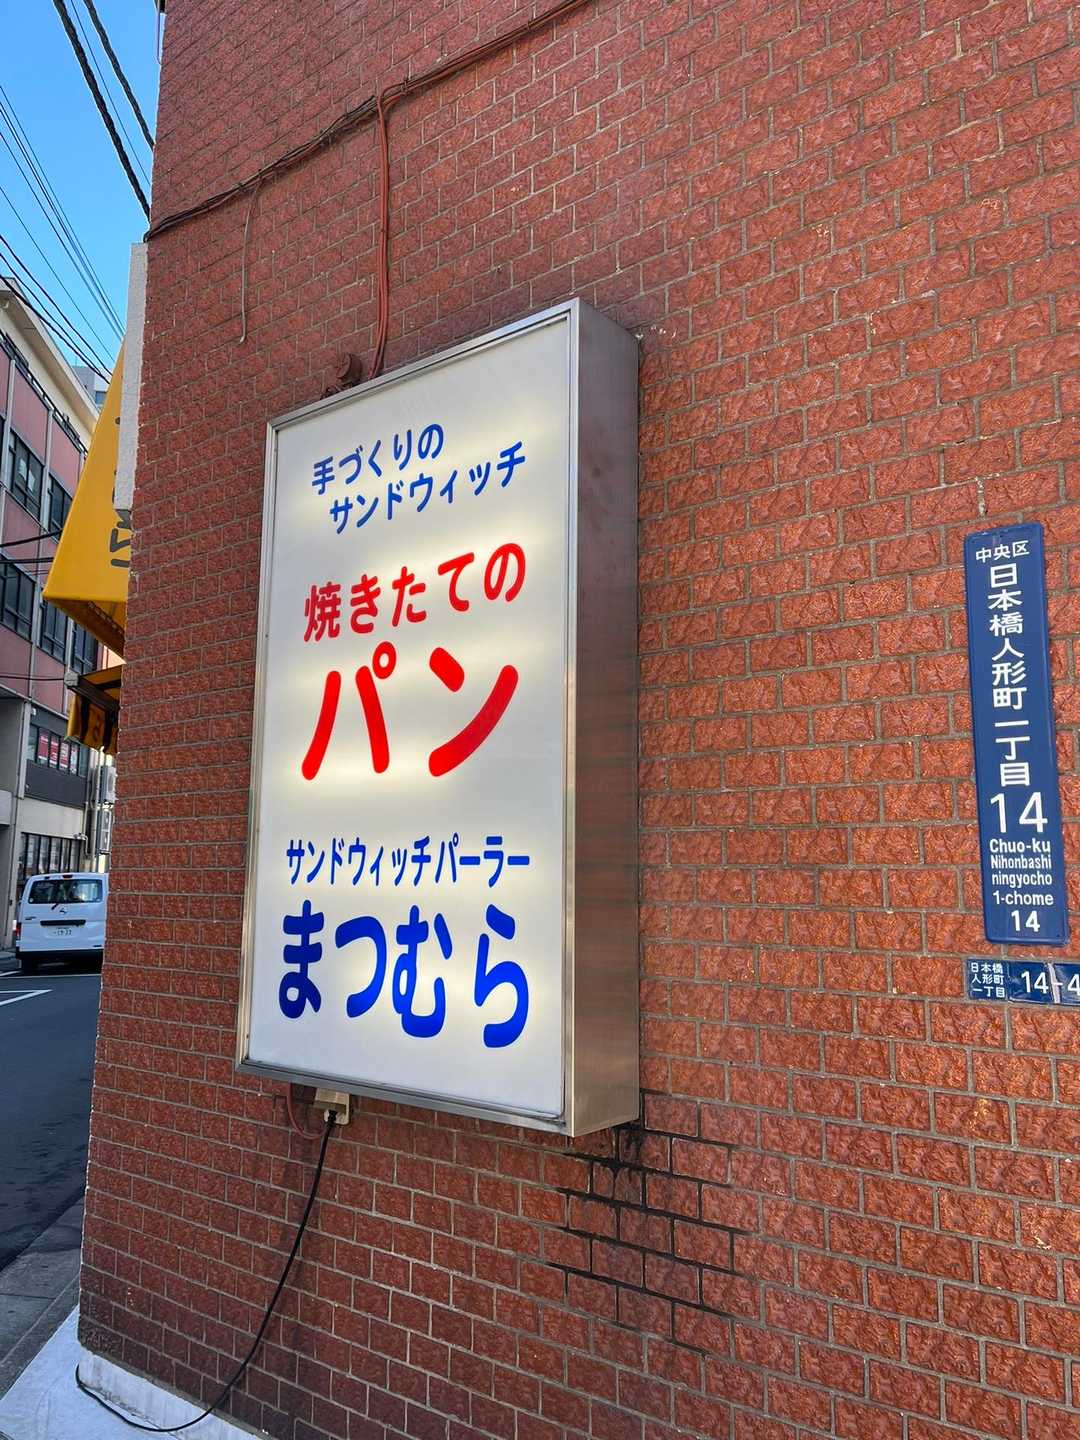 手づくりの
サンドウィッチ
焼きたての
パン
サンドウィッチパーラー
まつむら
中央区
日本橋人形町一丁目
14
Chuo-ku
Nihonbashi
ningyocho
1-chome
14
日本橋
人形町
一丁目
14-4